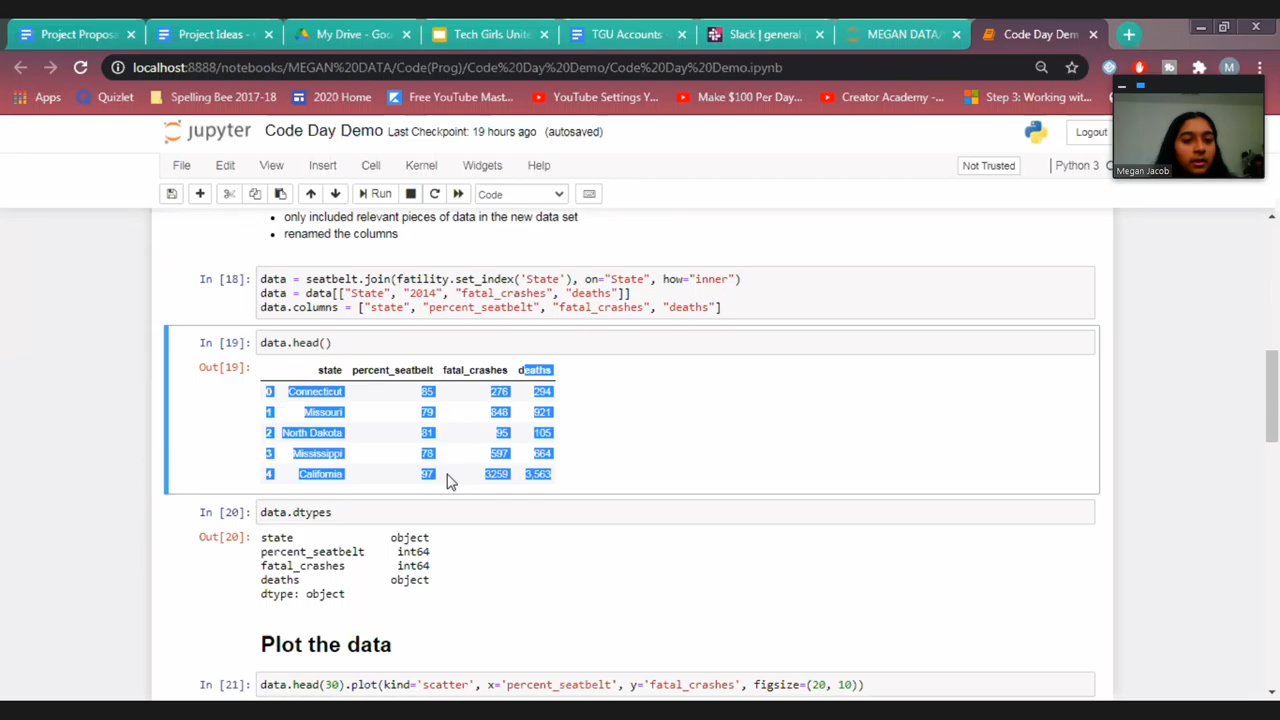 Project Proposa
Project Ideas -
My Drive - Goo
Tech Girls Unite
TGU Accounts
Slack | general
MEGAN DATA/
Code Day Dem
localhost:8888/notebooks/MEGAN%20DATA/Code(Prog)/Code%20Day%20Demo/Code%20Day%20Demo.ipynb
M
Apps
Quizlet
Spelling Bee 2017-18
2020 Home
Free YouTube Mast...
YouTube Settings Y...
Make $100 Per Day...
Creator Academy -...
Step 3: Working wi...
jupyter Code Day Demo Last Checkpoint: 19 hours ago (autosaved)
Logout
Megan Jacob
File Edit View Insert Cell Kernel Widgets Help
Not Trusted
Python 3
Run
Code
• only included relevant pieces of data in the new data set
• renamed the columns
In [18]: data = seatbelt.join(fatility.set_index('State'), on="State", how="inner")
data = data[["State", "2014", "fatal_crashes", "deaths"]]
data.columns = ["state", "percent_seatbelt", "fatal_crashes", "deaths"]
In [19]: data.head()
Out[19]: state percent_seatbelt fatal_crashes deaths
0 Connecticut 85 276 294
1 Missouri 79 848 921
2 North Dakota 81 95 105
3 Mississippi 78 597 664
4 California 97 3259 3,563
In [20]: data.dtypes
Out[20]: state object
percent_seatbelt int64
fatal_crashes int64
deaths object
dtype: object
Plot the data
In [21]: data.head(30).plot(kind='scatter', x='percent_seatbelt', y='fatal_crashes', figsize=(20, 10))